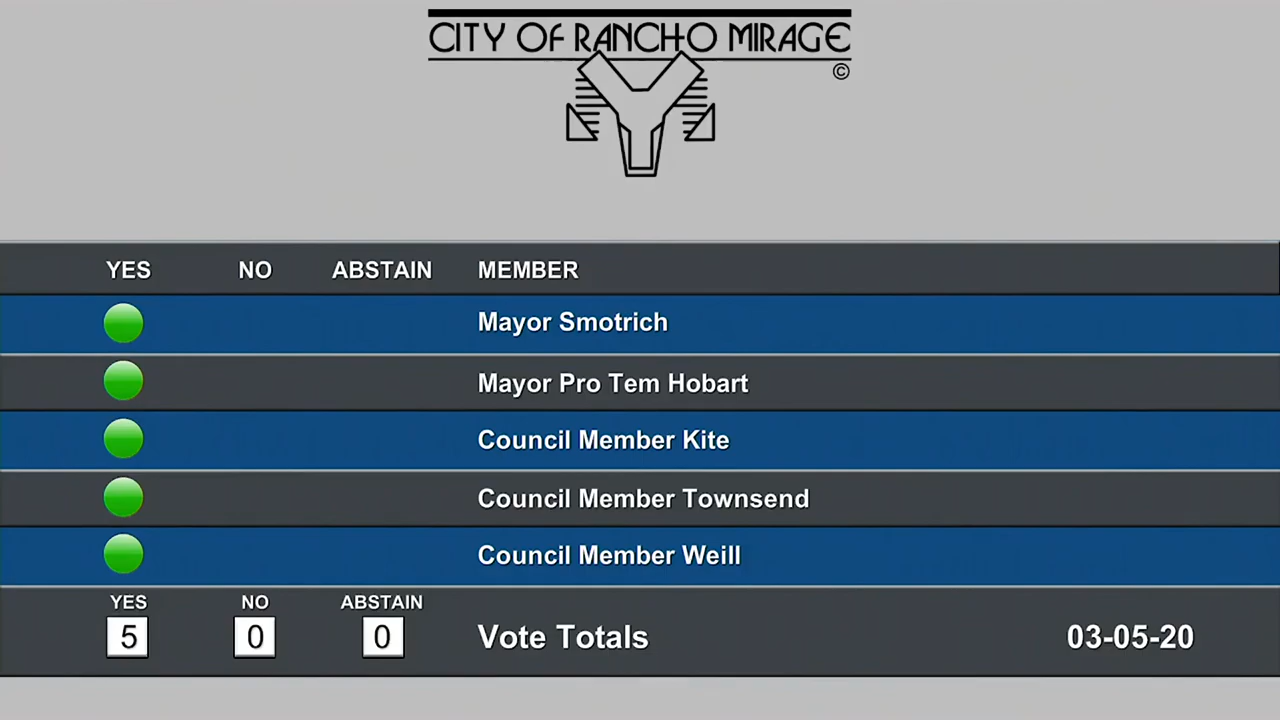 CITY OF RANCHO MIRAGE
©
YES NO ABSTAIN MEMBER
Mayor Smotrich
Mayor Pro Tem Hobart
Council Member Kite
Council Member Townsend
Council Member Weill
YES NO ABSTAIN
5 0 0 Vote Totals 03-05-20